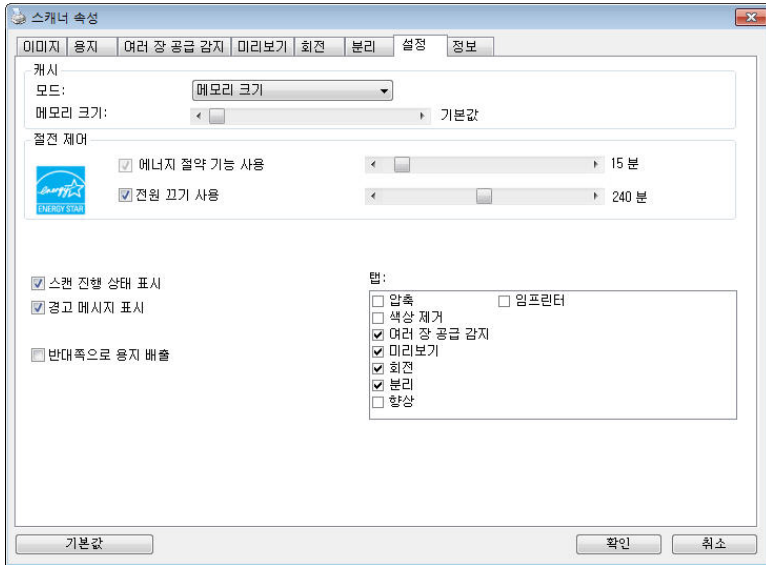 스캐너 속성
이미지 용지 여러 장 공급 감지 미리보기 회전 분리 설정 정보
캐시
모드: 메모리 크기
메모리 크기: 기본값
절전 제어
에너지 절약 기능 사용 15 분
energy
ENERGY STAR
전원 끄기 사용 240 분
스캔 진행 상태 표시
경고 메시지 표시
반대쪽으로 용지 배출
탭:
압축 임프린터
색상 제거
여러 장 공급 감지
미리보기
회전
분리
향상
기본값 확인 취소